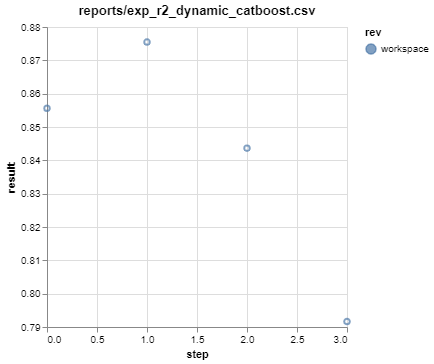 reports/exp_r2_dynamic_catboost.csv
rev
workspace
result
0.88
0.87
0.86
0.85
0.84
0.83
0.82
0.81
0.80
0.79
0.0 0.5 1.0 1.5 2.0 2.5 3.0
step